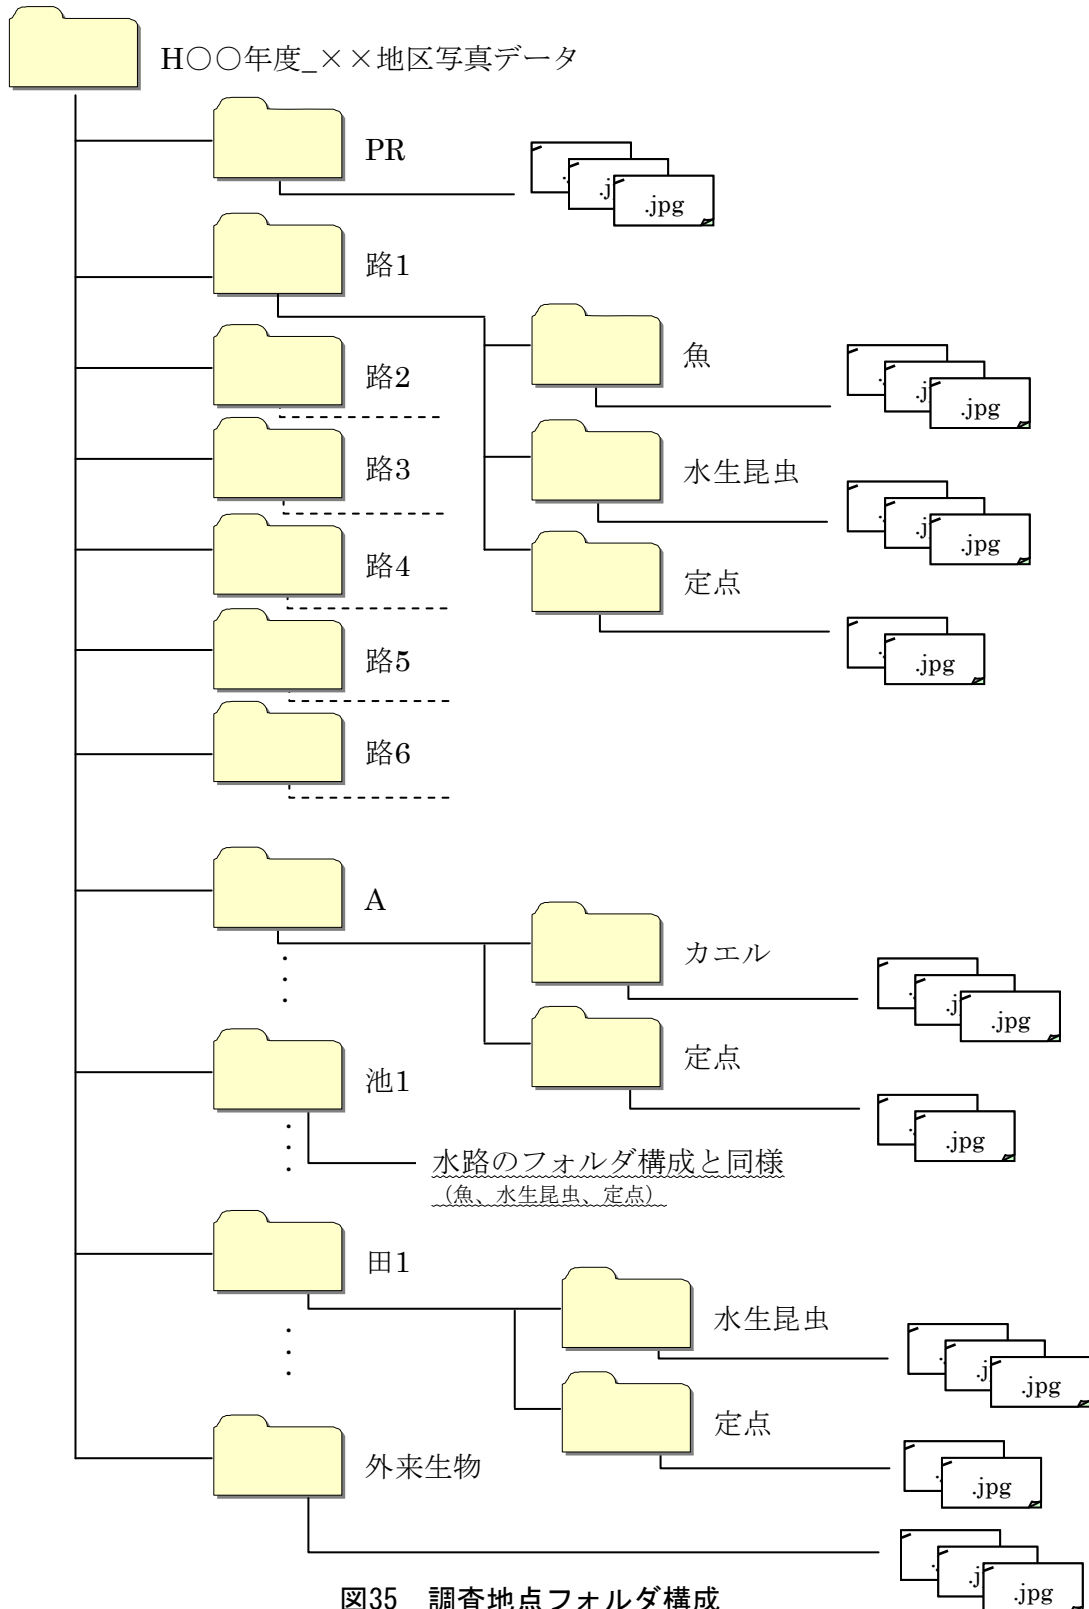 H○○年度_××地区写真データ
PR
.j
.jpg
路1
魚
.j
.jpg
路2
路3
水生昆虫
.j
.jpg
路4
定点
.jpg
路5
路6
A
カエル
.j
.jpg
池1
定点
.jpg
水路のフォルダ構成と同様
(魚、水生昆虫、定点)
田1
水生昆虫
.j
.jpg
定点
.jpg
外来生物
.j
.jpg
図35 調査地点フォルダ構成